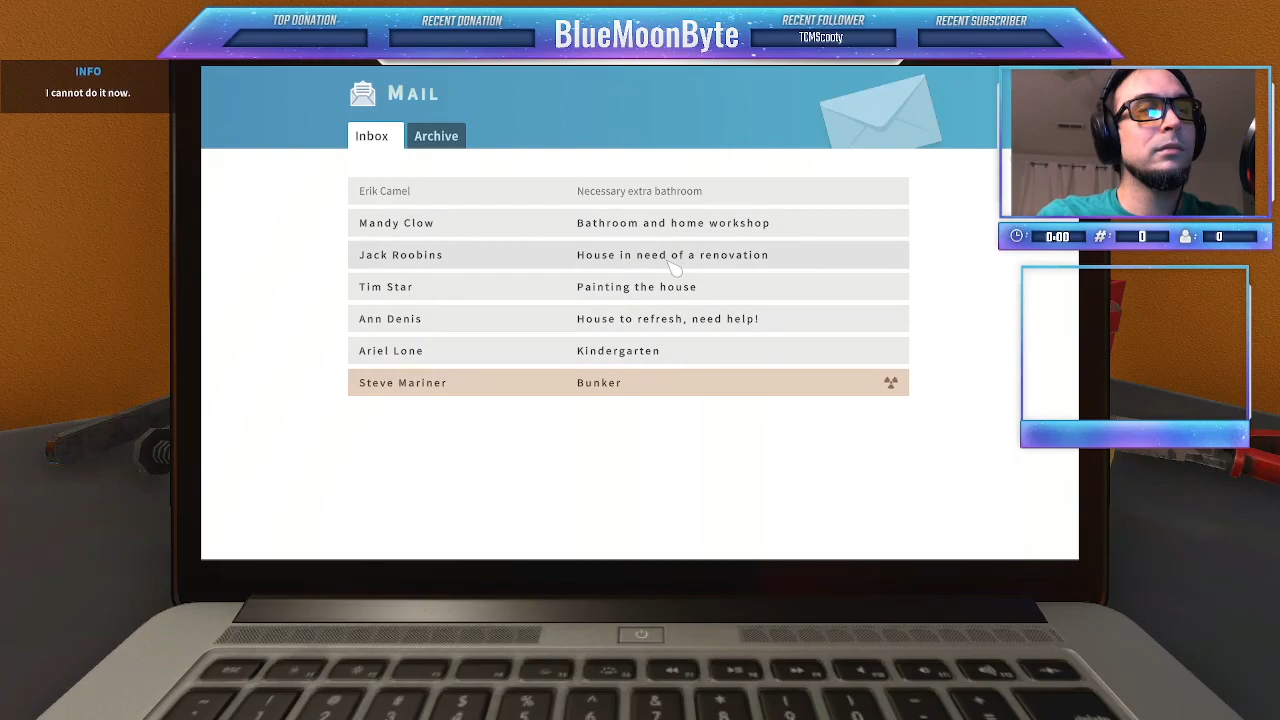 TOP DONATION
RECENT DONATION
BlueMoonByte
RECENT FOLLOWER
TCMScooty
RECENT SUBSCRIBER
INFO
I cannot do it now.
MAIL
Inbox
Archive
Erik Camel Necessary extra bathroom
Mandy Clow Bathroom and home workshop
Jack Roobins House in need of a renovation
Tim Star Painting the house
Ann Denis House to refresh, need help!
Ariel Lone Kindergarten
Steve Mariner Bunker
: 0:00 #: 0 : 0
esc